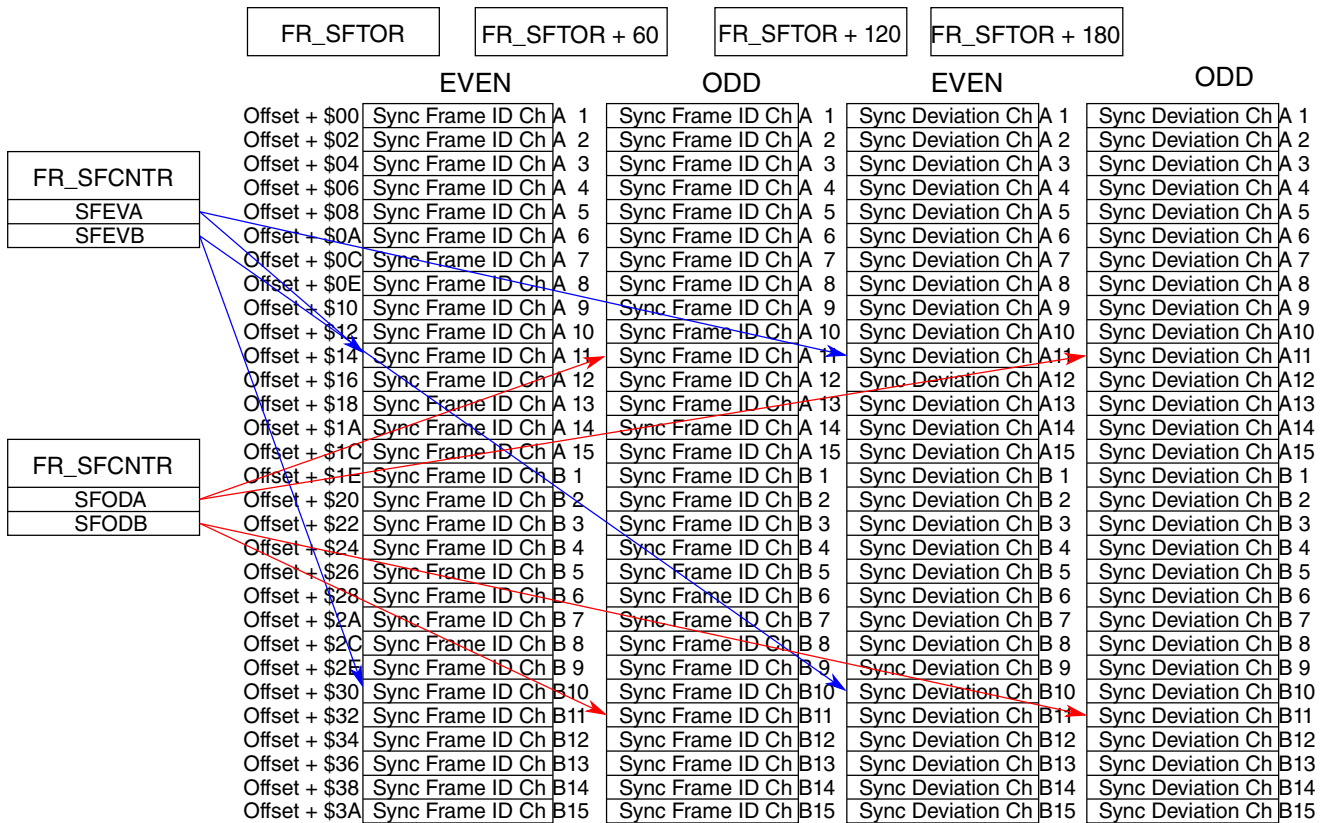 FR_SFTOR FR_SFTOR + 60 FR_SFTOR + 120 FR_SFTOR + 180
EVEN ODD EVEN ODD
Offset + $00 Sync Frame ID Ch A 1 Sync Frame ID Ch A 1 Sync Deviation Ch A 1 Sync Deviation Ch A 1
Offset + $02 Sync Frame ID Ch A 2 Sync Frame ID Ch A 2 Sync Deviation Ch A 2 Sync Deviation Ch A 2
Offset + $04 Sync Frame ID Ch A 3 Sync Frame ID Ch A 3 Sync Deviation Ch A 3 Sync Deviation Ch A 3
FR_SFCNTR Offset + $06 Sync Frame ID Ch A 4 Sync Frame ID Ch A 4 Sync Deviation Ch A 4 Sync Deviation Ch A 4
SFEVA Offset + $08 Sync Frame ID Ch A 5 Sync Frame ID Ch A 5 Sync Deviation Ch A 5 Sync Deviation Ch A 5
SFEVB Offset + $0A Sync Frame ID Ch A 6 Sync Frame ID Ch A 6 Sync Deviation Ch A 6 Sync Deviation Ch A 6
Offset + $0C Sync Frame ID Ch A 7 Sync Frame ID Ch A 7 Sync Deviation Ch A 7 Sync Deviation Ch A 7
Offset + $0E Sync Frame ID Ch A 8 Sync Frame ID Ch A 8 Sync Deviation Ch A 8 Sync Deviation Ch A 8
Offset + $10 Sync Frame ID Ch A 9 Sync Frame ID Ch A 9 Sync Deviation Ch A 9 Sync Deviation Ch A 9
Offset + $12 Sync Frame ID Ch A 10 Sync Frame ID Ch A 10 Sync Deviation Ch A10 Sync Deviation Ch A10
Offset + $14 Sync Frame ID Ch A 11 Sync Frame ID Ch A 11 Sync Deviation Ch A11 Sync Deviation Ch A11
Offset + $16 Sync Frame ID Ch A 12 Sync Frame ID Ch A 12 Sync Deviation Ch A12 Sync Deviation Ch A12
Offset + $18 Sync Frame ID Ch A 13 Sync Frame ID Ch A 13 Sync Deviation Ch A13 Sync Deviation Ch A13
Offset + $1A Sync Frame ID Ch A 14 Sync Frame ID Ch A 14 Sync Deviation Ch A14 Sync Deviation Ch A14
FR_SFCNTR Offset + $1C Sync Frame ID Ch A 15 Sync Frame ID Ch A 15 Sync Deviation Ch A15 Sync Deviation Ch A15
Offset + $1E Sync Frame ID Ch B 1 Sync Frame ID Ch B 1 Sync Deviation Ch B 1 Sync Deviation Ch B 1
SFODA Offset + $20 Sync Frame ID Ch B 2 Sync Frame ID Ch B 2 Sync Deviation Ch B 2 Sync Deviation Ch B 2
SFODB Offset + $22 Sync Frame ID Ch B 3 Sync Frame ID Ch B 3 Sync Deviation Ch B 3 Sync Deviation Ch B 3
Offset + $24 Sync Frame ID Ch B 4 Sync Frame ID Ch B 4 Sync Deviation Ch B 4 Sync Deviation Ch B 4
Offset + $26 Sync Frame ID Ch B 5 Sync Frame ID Ch B 5 Sync Deviation Ch B 5 Sync Deviation Ch B 5
Offset + $28 Sync Frame ID Ch B 6 Sync Frame ID Ch B 6 Sync Deviation Ch B 6 Sync Deviation Ch B 6
Offset + $2A Sync Frame ID Ch B 7 Sync Frame ID Ch B 7 Sync Deviation Ch B 7 Sync Deviation Ch B 7
Offset + $2C Sync Frame ID Ch B 8 Sync Frame ID Ch B 8 Sync Deviation Ch B 8 Sync Deviation Ch B 8
Offset + $2E Sync Frame ID Ch B 9 Sync Frame ID Ch B 9 Sync Deviation Ch B 9 Sync Deviation Ch B 9
Offset + $30 Sync Frame ID Ch B10 Sync Frame ID Ch B10 Sync Deviation Ch B10 Sync Deviation Ch B10
Offset + $32 Sync Frame ID Ch B11 Sync Frame ID Ch B11 Sync Deviation Ch B11 Sync Deviation Ch B11
Offset + $34 Sync Frame ID Ch B12 Sync Frame ID Ch B12 Sync Deviation Ch B12 Sync Deviation Ch B12
Offset + $36 Sync Frame ID Ch B13 Sync Frame ID Ch B13 Sync Deviation Ch B13 Sync Deviation Ch B13
Offset + $38 Sync Frame ID Ch B14 Sync Frame ID Ch B14 Sync Deviation Ch B14 Sync Deviation Ch B14
Offset + $3A Sync Frame ID Ch B15 Sync Frame ID Ch B15 Sync Deviation Ch B15 Sync Deviation Ch B15